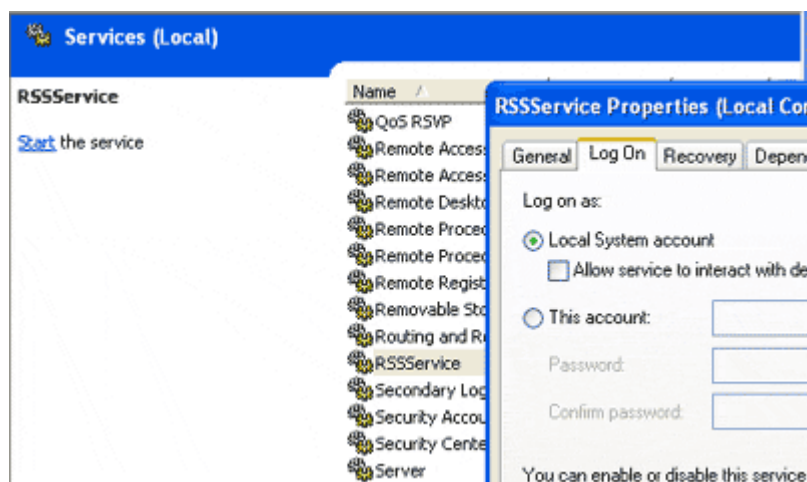 Services (Local)
RSSService
Start the service
Name
QoS RSVP
Remote Access
Remote Access
Remote Deskto
Remote Proced
Remote Proced
Remote Regist
Removable Sto
Routing and Re
RSSService
Secondary Log
Security Accou
Security Cente
Server
RSSService Properties (Local Con
General Log On Recovery Depend
Log on as:
Local System account
Allow service to interact with de
This account:
Password:
Confirm password:
You can enable or disable this service